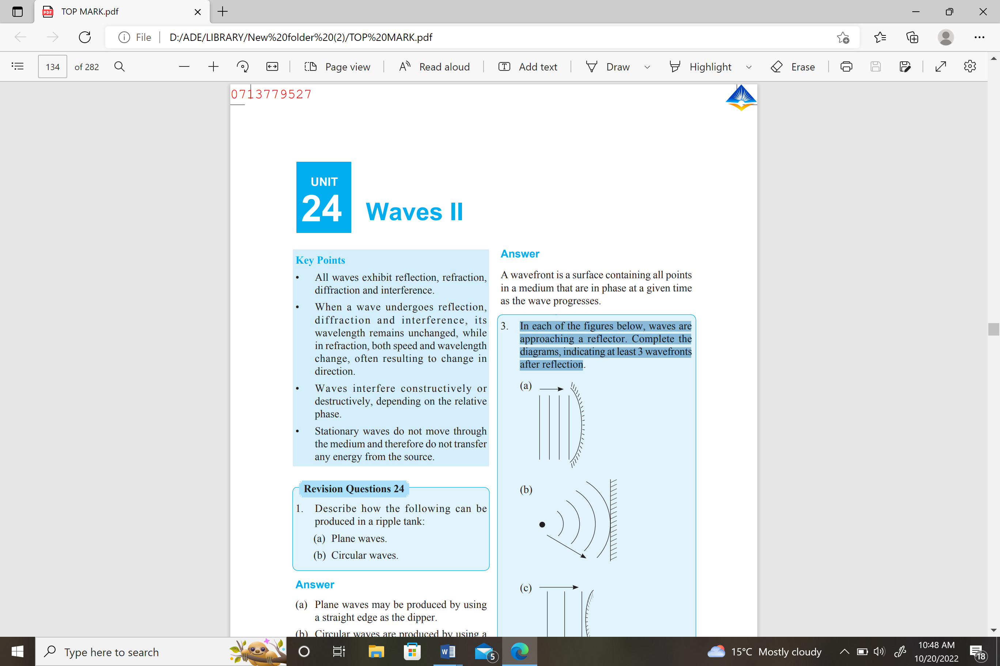 TOP MARK.pdf
File
D:/ADE/LIBRARY/New%20folder%20(2)/TOP%20MARK.pdf
134 of 282
Page view
Read aloud
Add text
Draw
Highlight
Erase
0713779527
UNIT
24
Waves II
Key Points
• All waves exhibit reflection, refraction,
diffraction and interference.
• When a wave undergoes reflection,
diffraction and interference, its
wavelength remains unchanged, while
in refraction, both speed and wavelength
change, often resulting to change in
direction.
• Waves interfere constructively or
destructively, depending on the relative
phase.
• Stationary waves do not move through
the medium and therefore do not transfer
any energy from the source.
Revision Questions 24
1. Describe how the following can be
produced in a ripple tank:
(a) Plane waves.
(b) Circular waves.
Answer
(a) Plane waves may be produced by using
a straight edge as the dipper.
(b) Circular waves are produced by using a
Answer
A wavefront is a surface containing all points
in a medium that are in phase at a given time
as the wave progresses.
3. In each of the figures below, waves are
approaching a reflector. Complete the
diagrams, indicating at least 3 wavefronts
after reflection.
(a)
(b)
(c)
Type here to search
5
15°C Mostly cloudy
10:48 AM
10/20/2022
18